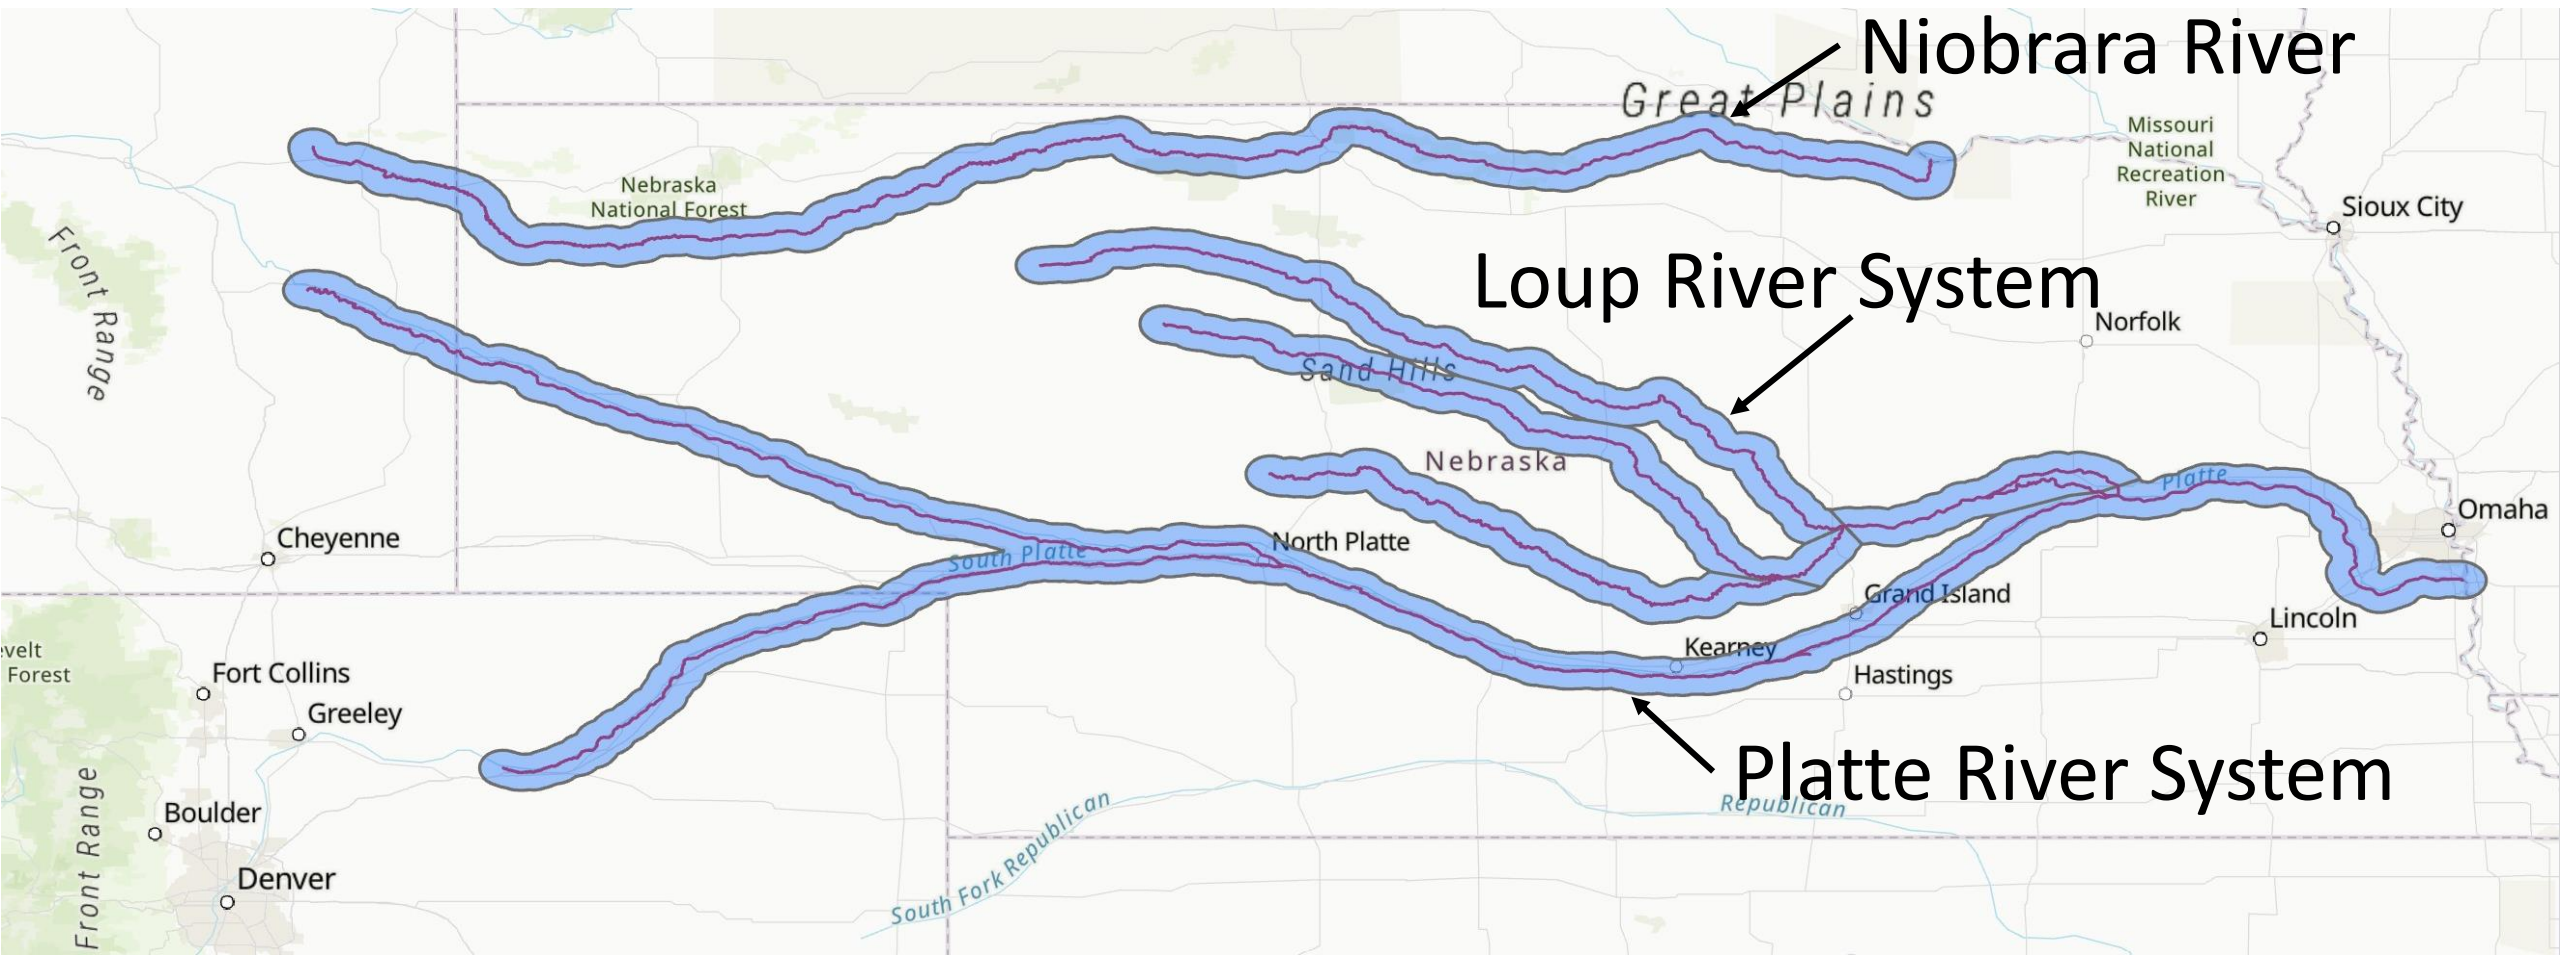 Niobrara River
Great Plains
Missouri
National
Recreation
River
Nebraska
National Forest
Sioux City
Front Range
Loup River System
Norfolk
Sand Hills
Nebraska
Platte
Omaha
Cheyenne
North Platte
South Platte
Grand Island
Lincoln
Kearney
Hastings
evelt
Forest
Fort Collins
Greeley
Platte River System
Republican
South Fork Republican
Boulder
Front Range
Denver